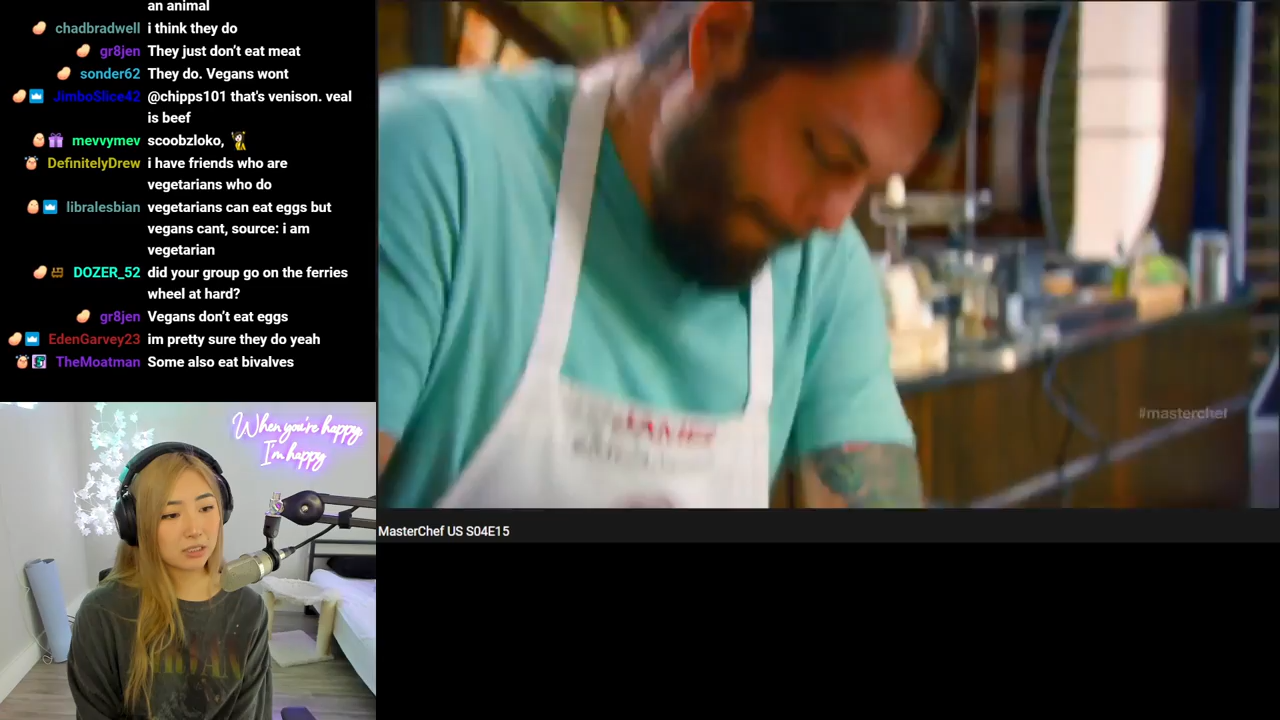 an animal
chadbradwell i think they do
gr8jen They just don’t eat meat
sonder62 They do. Vegans wont
JimboSlice42 @chipps101 that's venison. veal
is beef
mevvymev scoobzloko,
DefinitelyDrew i have friends who are
vegetarians who do
libralesbian vegetarians can eat eggs but
vegans cant, source: i am
vegetarian
DOZER_52 did your group go on the ferries
wheel at hard?
gr8jen Vegans don’t eat eggs
EdenGarvey23 im pretty sure they do yeah
TheMoatman Some also eat bivalves
When you're happy
I'm happy
#masterchef
MasterChef US S04E15